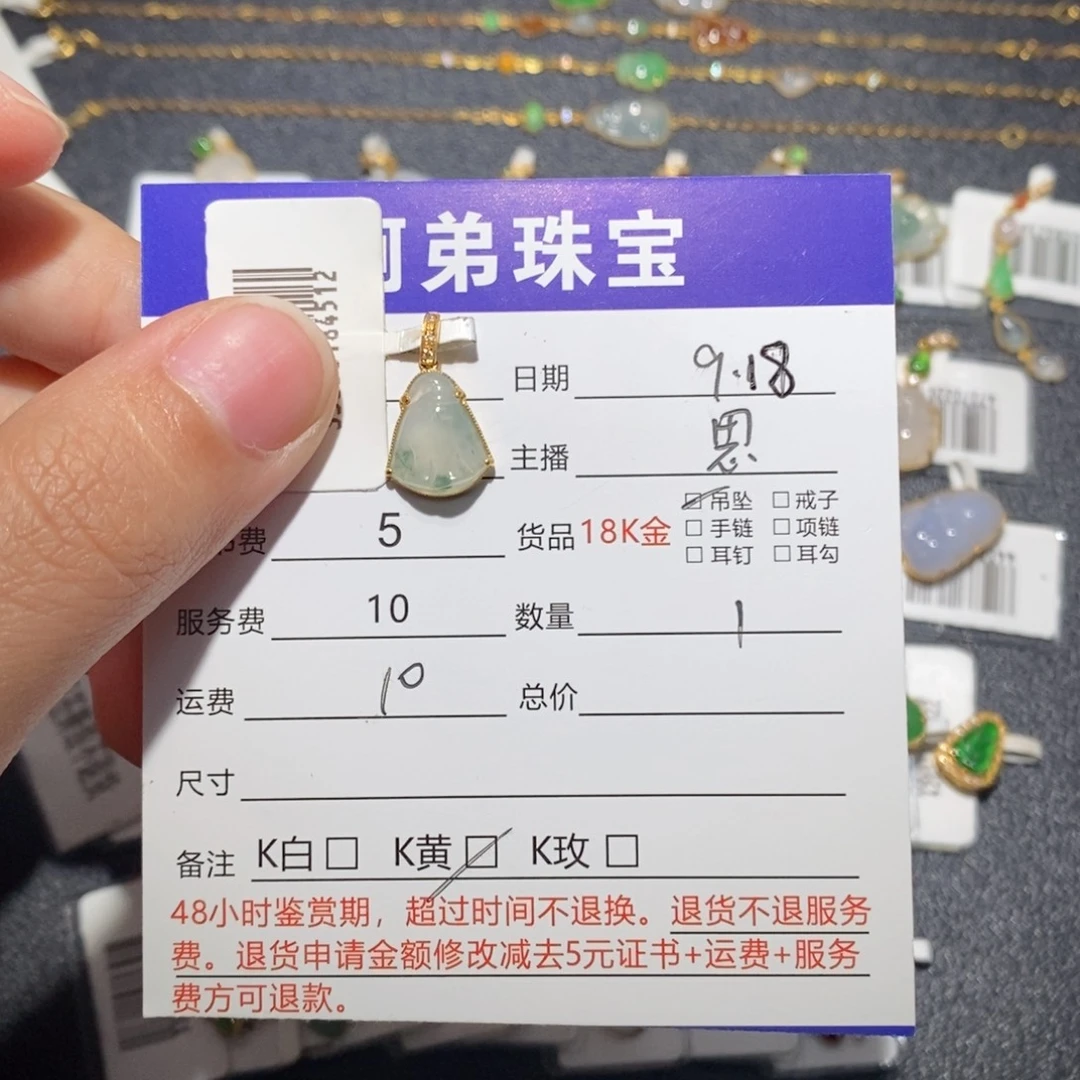 弟珠宝
日期 9.18
主播 思
费 5
货品 18K金 ☑吊坠 □戒子
□手链 □项链
□耳钉 □耳勾
服务费 10
数量 1
运费 10
总价
尺寸
备注 K白□ K黄☑ K玫□
48小时鉴赏期，超过时间不退换。退货不退服务
费。退货申请金额修改减去5元证书+运费+服务
费方可退款。